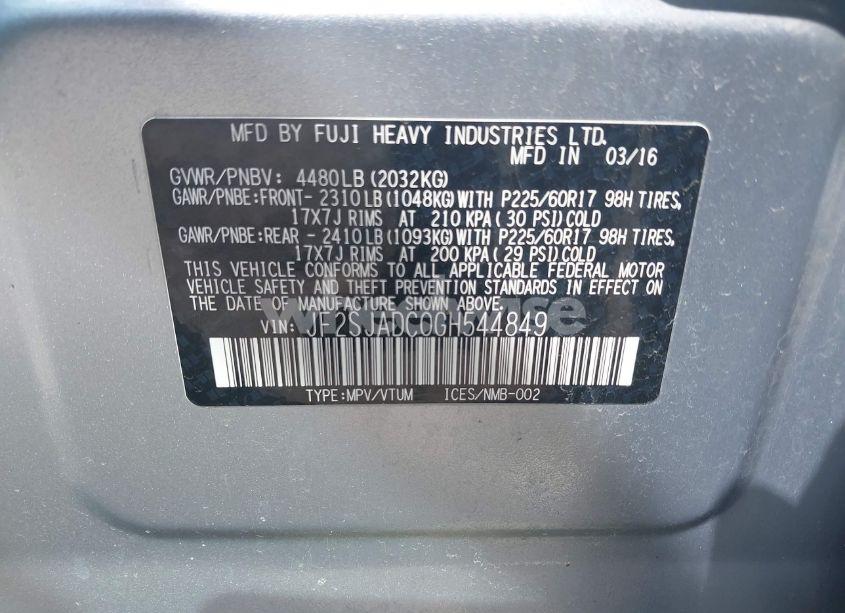 MFD BY FUJI HEAVY INDUSTRIES LTD.
MFD IN 03/16
GVWR/PNBV: 4480LB(2032KG)
GAWR/PNBE:FRONT- 2310LB(1048KG)WITH P225/60R17 98H TIRES,
17X7J RIMS AT 210 KPA(30 PSI)COLD
GAWR/PNBE:REAR - 2410LB(1093KG)WITH P225/60R17 98H TIRES,
17X7J RIMS AT 200 KPA(29 PSI)COLD
THIS VEHICLE CONFORMS TO ALL APPLICABLE FEDERAL MOTOR
VEHICLE SAFETY AND THEFT PREVENTION STANDARDS IN EFFECT ON
THE DATE OF MANUFACTURE SHOWN ABOVE.
VIN: JF2SJADC0GH544849
TYPE:MPV/VTUM ICES/NMB-002